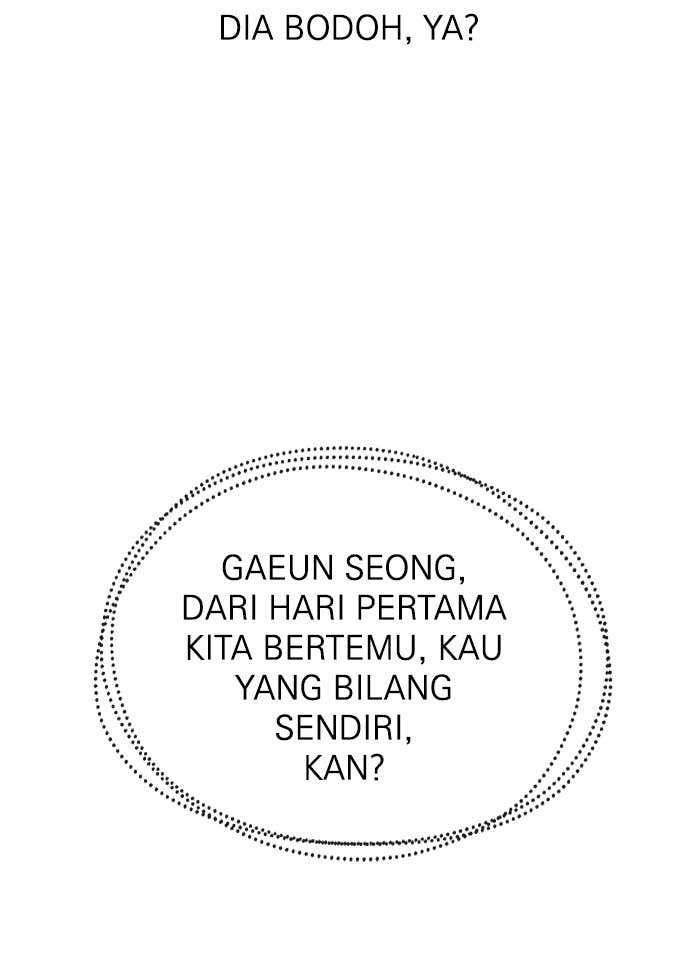 DIA BODOH, YA?
GAEUN SEONG,
DARI HARI PERTAMA
KITA BERTEMU, KAU
YANG BILANG
SENDIRI,
KAN?